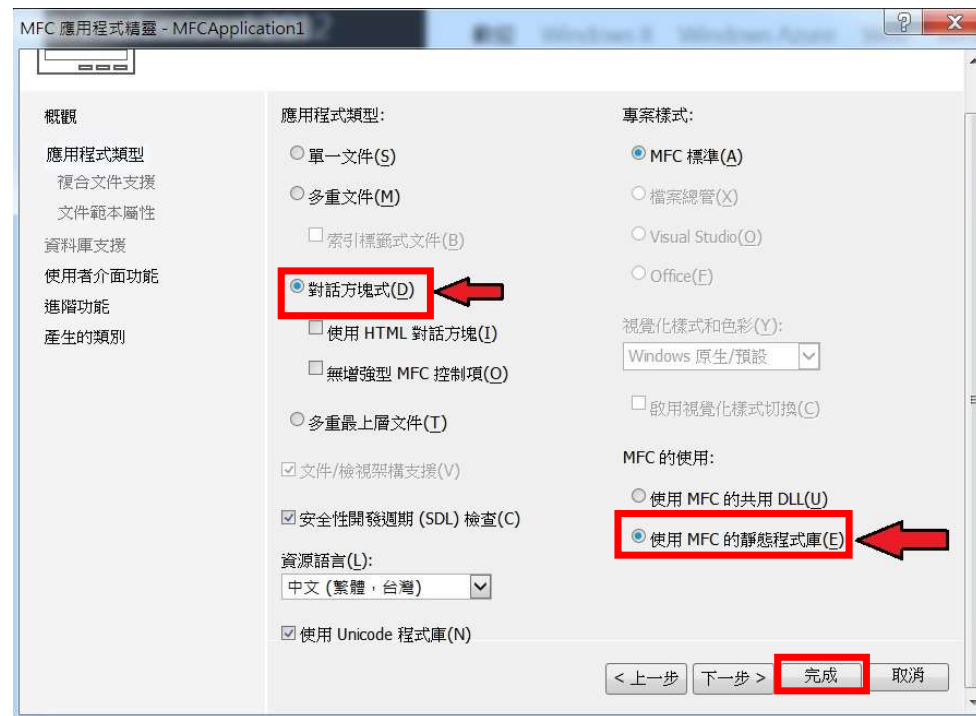 MFC 應用程式精靈 - MFCApplication1
概觀
應用程式類型
複合文件支援
文件範本屬性
資料庫支援
使用者介面功能
進階功能
產生的類別
應用程式類型:
單一文件(S)
多重文件(M)
索引標籤式文件(B)
對話方塊式(D)
使用 HTML 對話方塊(I)
無增強型 MFC 控制項(O)
多重最上層文件(T)
文件/檢視架構支援(V)
安全性開發週期 (SDL) 檢查(C)
資源語言(L):
中文 (繁體，台灣)
使用 Unicode 程式庫(N)
專案樣式:
MFC 標準(A)
檔案總管(X)
Visual Studio(O)
Office(F)
視覺化樣式和色彩(Y):
Windows 原生/預設
啟用視覺化樣式切換(C)
MFC 的使用:
使用 MFC 的共用 DLL(U)
使用 MFC 的靜態程式庫(E)
< 上一步
下一步 >
完成
取消